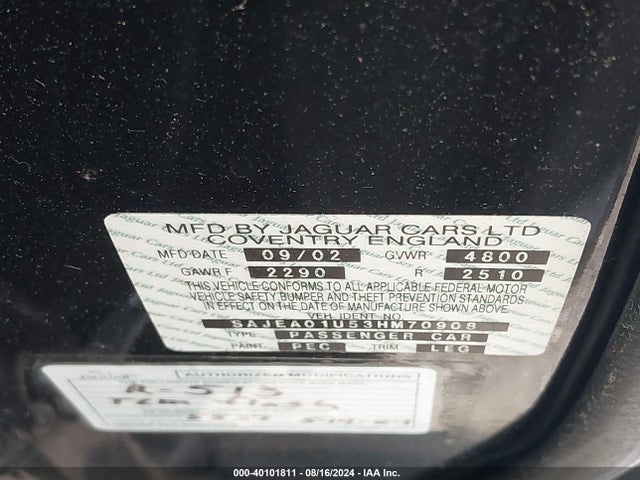 MFD BY JAGUAR CARS LTD
COVENTRY ENGLAND
MFD DATE 09/02 GVWR 4800
GAWR F 2290 R 2510
THIS VEHICLE CONFORMS TO ALL APPLICABLE FEDERAL MOTOR
VEHICLE SAFETY BUMPER AND THEFT PREVENTION STANDARDS
IN EFFECT ON THE DATE OF MANUFACTURE SHOWN ABOVE.
VEH. IDENT NO.
SAJEA01U53HM70908
TYPE PASSENGER CAR
PAINT PEC TRIM LEG
JAGUAR AUTHORIZED MODIFICATIONS
000-40101811 - 08/16/2024 - IAA Inc.